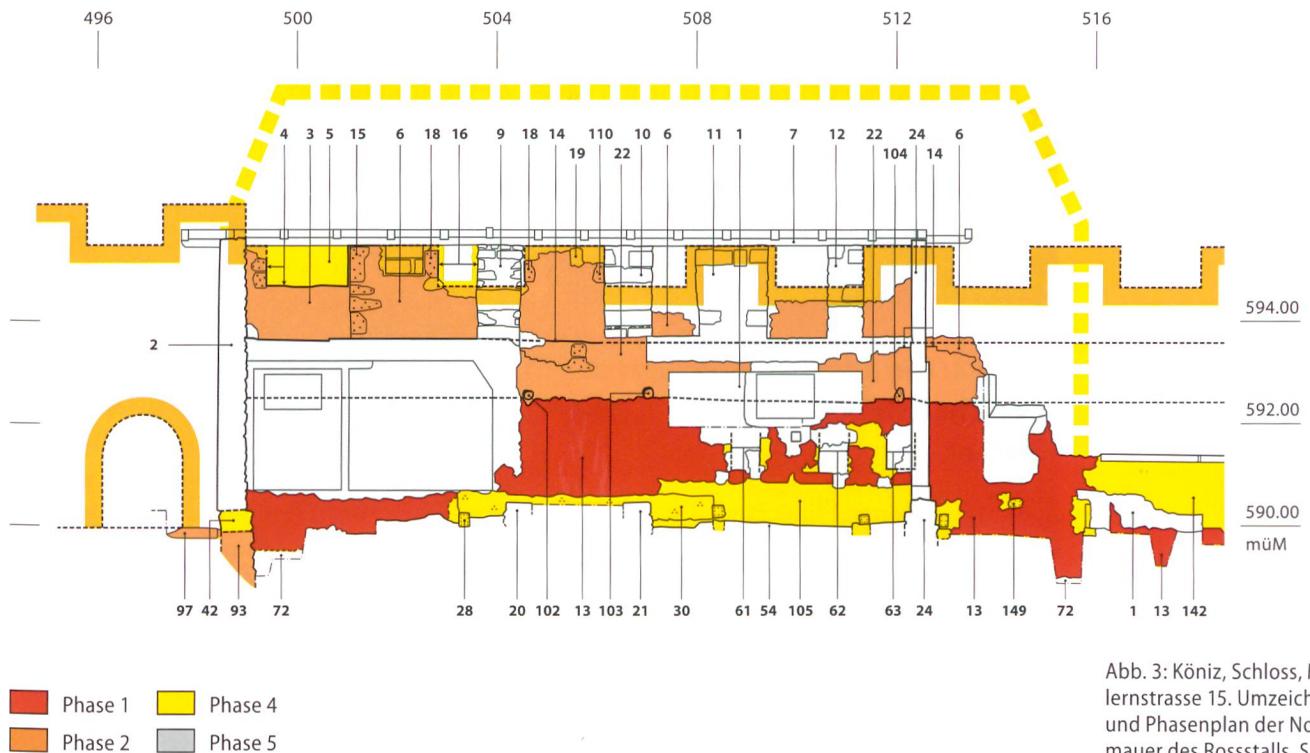 496 500 504 508 512 516
4 3 5 15 6 18 16 9 18 14 110 10 6 11 1 7 12 22 24 6
19 22 104 14
594.00
2
592.00
590.00
müM
97 42 93 72 28 20 102 13 103 21 30 61 54 105 62 63 24 13 149 72 1 13 142
Phase 1 Phase 4
Phase 2 Phase 5
Abb. 3: Köniz, Schloss,
lernstrasse 15. Umzeich
und Phasenplan der No
mauer des Rossstalls. S